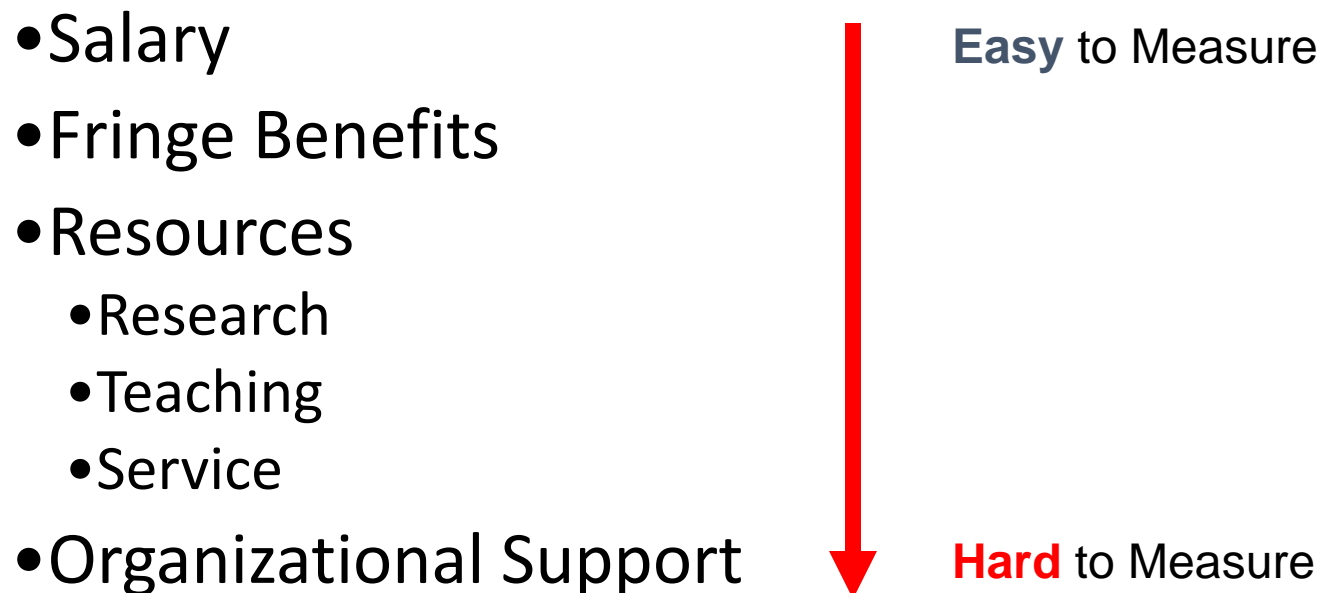 •Salary
•Fringe Benefits
•Resources
•Research
•Teaching
•Service
•Organizational Support
Easy to Measure
Hard to Measure